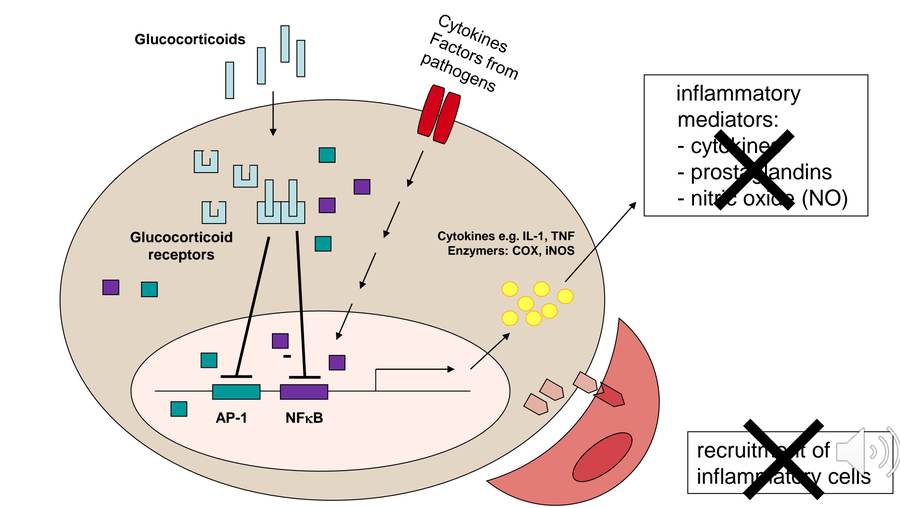 Glucocorticoids
Cytokines
Factors from
pathogens
inflammatory
mediators:
- cytokines
- prostaglandins
- nitric oxide (NO)
Glucocorticoid
receptors
Cytokines e.g. IL-1, TNF
Enzymers: COX, iNOS
-
AP-1
NFκB
recruitment of
inflammatory cells